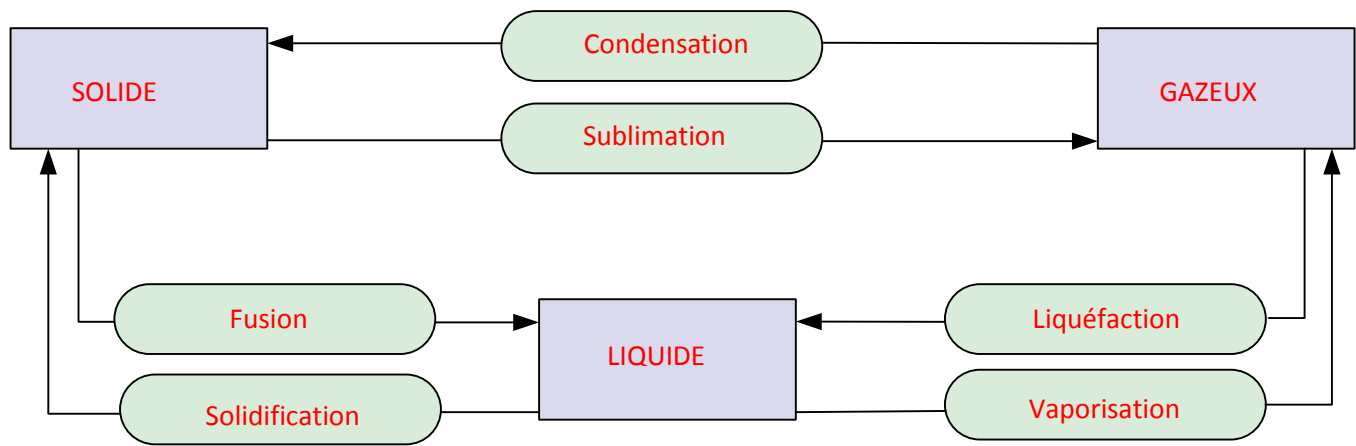 Condensation
SOLIDE
GAZEUX
Sublimation
Fusion
Liquéfaction
LIQUIDE
Solidification
Vaporisation